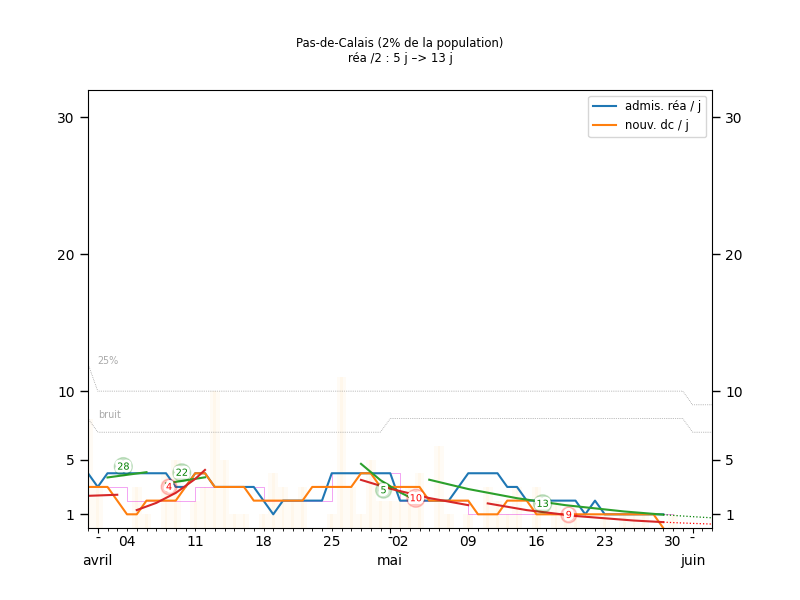 Pas-de-Calais (2% de la population)
réa /2 : 5 j –> 13 j
admis. réa / j
nouv. dc / j
30
30
20
20
25%
10
10
bruit
5
5
28
22
4
5
10
13
9
1
1
- 04 11 18 25 - 02 09 16 23 30 -
avril mai juin